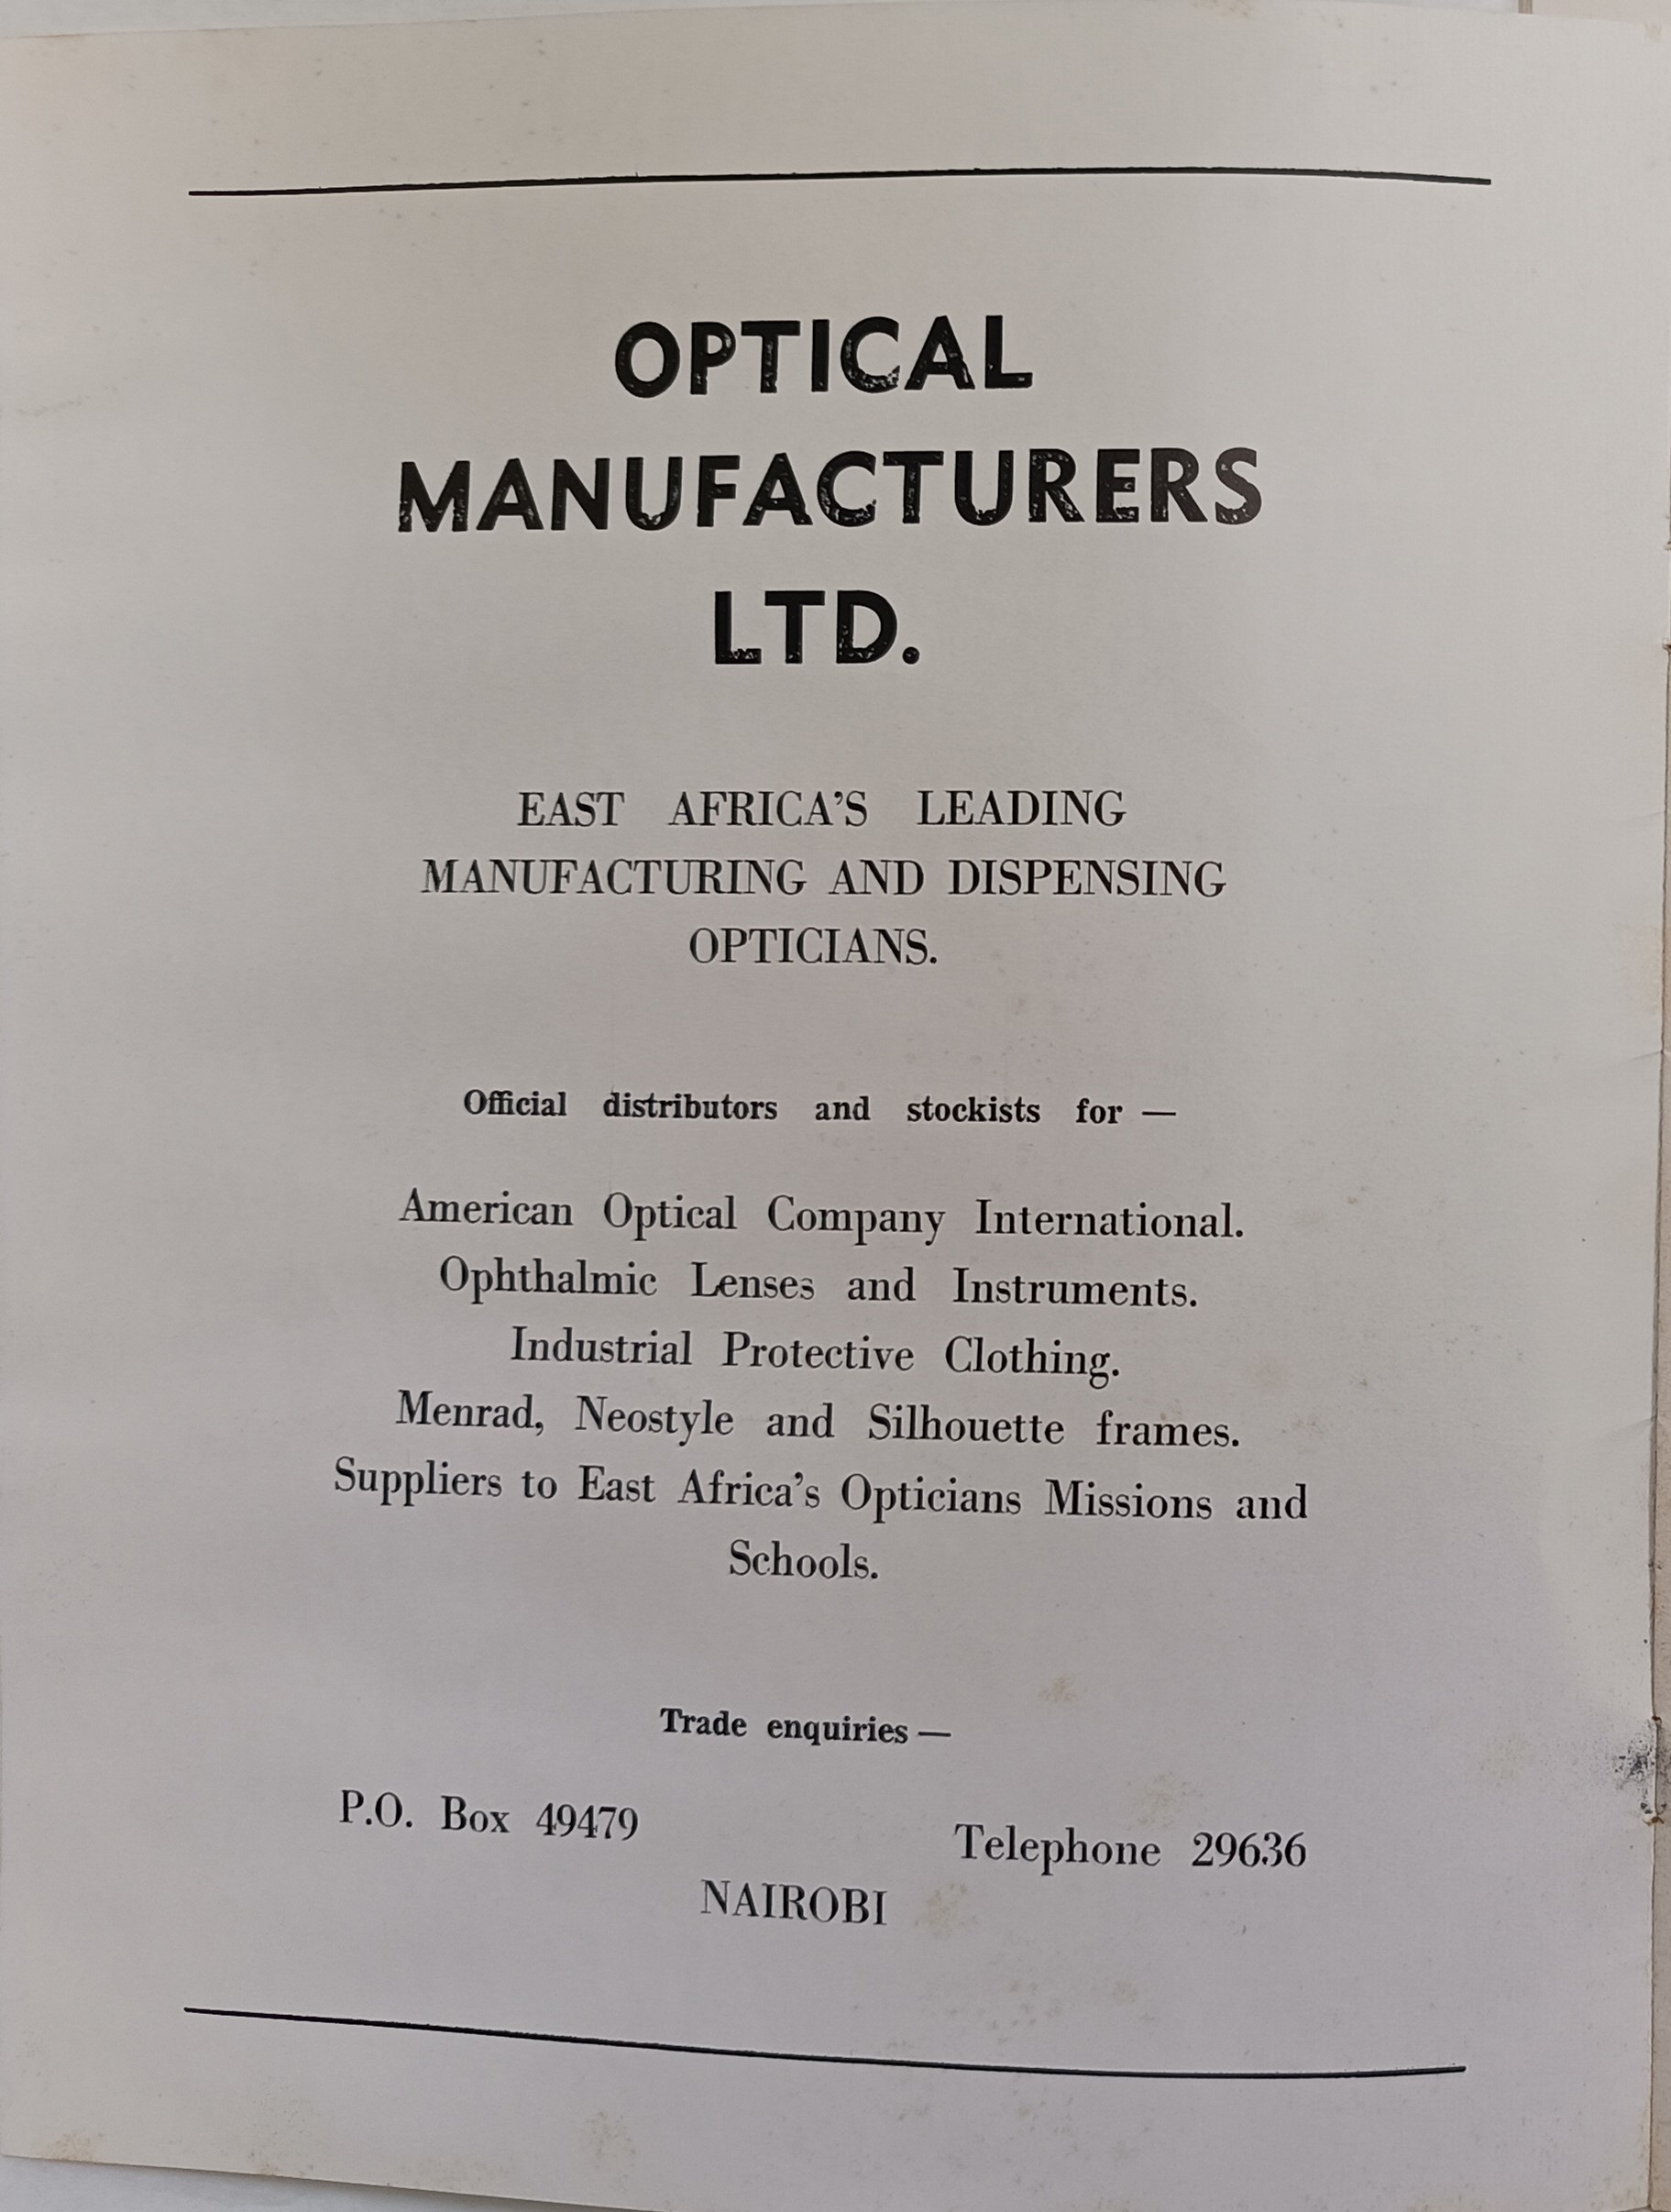 OPTICAL
MANUFACTURERS
LTD.
EAST AFRICA'S LEADING
MANUFACTURING AND DISPENSING
OPTICIANS.
Official distributors and stockists for —
American Optical Company International.
Ophthalmic Lenses and Instruments.
Industrial Protective Clothing.
Menrad, Neostyle and Silhouette frames.
Suppliers to East Africa's Opticians Missions and
Schools.
Trade enquiries —
P.O. Box 49479
Telephone 29636
NAIROBI